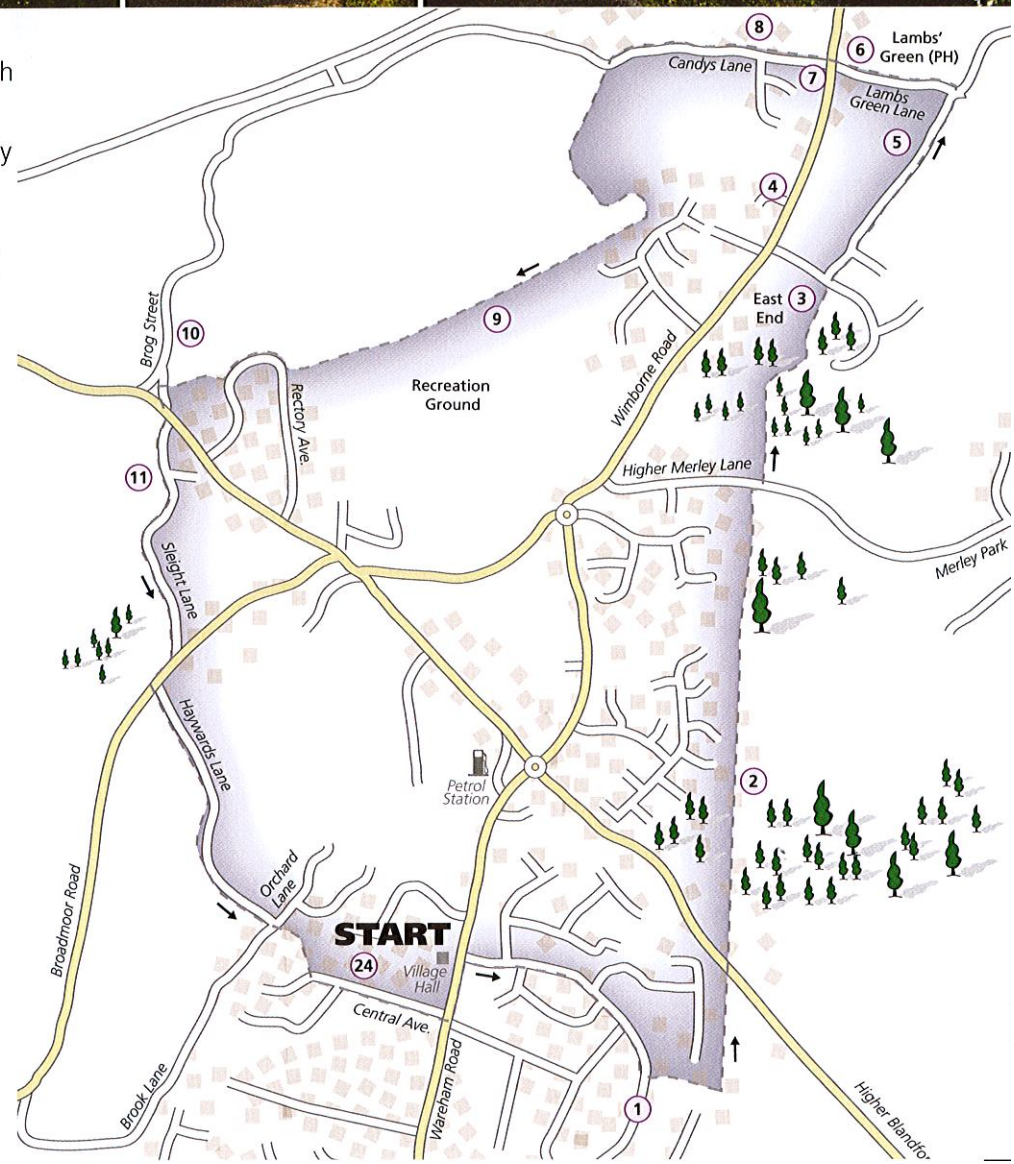 h
y
8
6
Lambs'
Green (PH)
Candys Lane
7
Lambs
Green Lane
5
4
Brog Street
10
9
East
End
3
Wimborne Road
Recreation
Ground
Rectory Ave.
11
Higher Merley Lane
Merley Park
Sleight Lane
Haywards Lane
Petrol
Station
2
Orchard
Lane
Broadmoor Road
START
24
Village
Hall
Central Ave.
Brook Lane
Wareham Road
1
Higher Blandfor